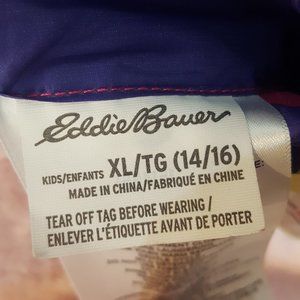 Eddie Bauer
KIDS/ENFANTS XL/TG (14/16)
MADE IN CHINA/FABRIQUÉ EN CHINE
TEAR OFF TAG BEFORE WEARING /
ENLEVER L'ÉTIQUETTE AVANT DE PORTER